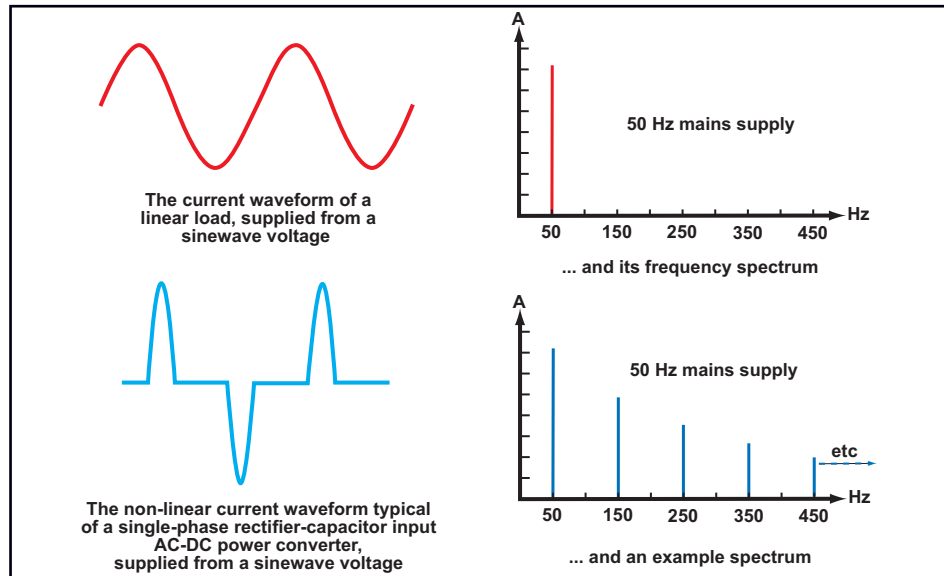 The current waveform of a
linear load, supplied from a
sinewave voltage
A
50 Hz mains supply
Hz
50 150 250 350 450
... and its frequency spectrum
The non-linear current waveform typical
of a single-phase rectifier-capacitor input
AC-DC power converter,
supplied from a sinewave voltage
A
50 Hz mains supply
etc
Hz
50 150 250 350 450
... and an example spectrum